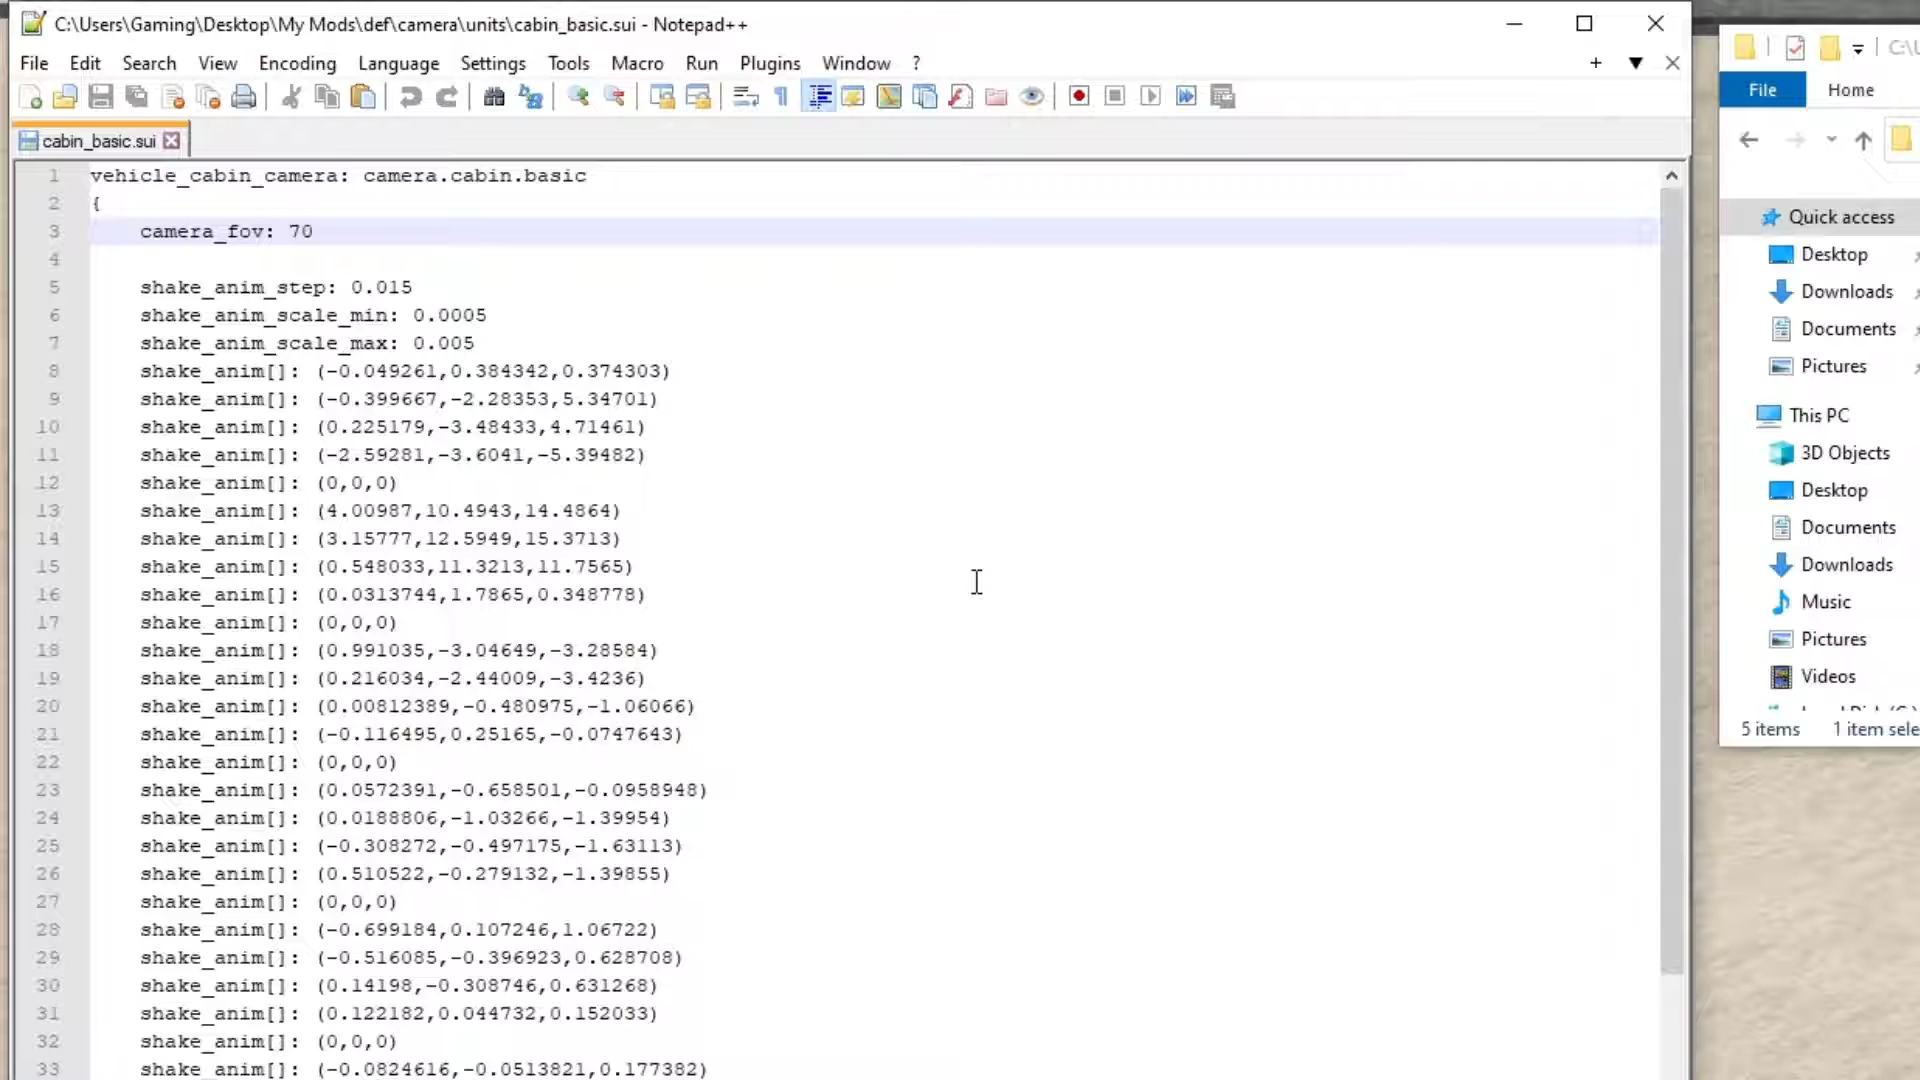 C:\Users\Gaming\Desktop\My Mods\def\camera\units\cabin_basic.sui - Notepad++
File Edit Search View Encoding Language Settings Tools Macro Run Plugins Window ?
cabin_basic.sui
1 vehicle_cabin_camera: camera.cabin.basic
2 {
3 camera_fov: 70
4
5 shake_anim_step: 0.015
6 shake_anim_scale_min: 0.0005
7 shake_anim_scale_max: 0.005
8 shake_anim[]: (-0.049261,0.384342,0.374303)
9 shake_anim[]: (-0.399667,-2.28353,5.34701)
10 shake_anim[]: (0.225179,-3.48433,4.71461)
11 shake_anim[]: (-2.59281,-3.6041,-5.39482)
12 shake_anim[]: (0,0,0)
13 shake_anim[]: (4.00987,10.4943,14.4864)
14 shake_anim[]: (3.15777,12.5949,15.3713)
15 shake_anim[]: (0.548033,11.3213,11.7565)
16 shake_anim[]: (0.0313744,1.7865,0.348778)
17 shake_anim[]: (0,0,0)
18 shake_anim[]: (0.991035,-3.04649,-3.28584)
19 shake_anim[]: (0.216034,-2.44009,-3.4236)
20 shake_anim[]: (0.00812389,-0.480975,-1.06066)
21 shake_anim[]: (-0.116495,0.25165,-0.0747643)
22 shake_anim[]: (0,0,0)
23 shake_anim[]: (0.0572391,-0.658501,-0.0958948)
24 shake_anim[]: (0.0188806,-1.03266,-1.39954)
25 shake_anim[]: (-0.308272,-0.497175,-1.63113)
26 shake_anim[]: (0.510522,-0.279132,-1.39855)
27 shake_anim[]: (0,0,0)
28 shake_anim[]: (-0.699184,0.107246,1.06722)
29 shake_anim[]: (-0.516085,-0.396923,0.628708)
30 shake_anim[]: (0.14198,-0.308746,0.631268)
31 shake_anim[]: (0.122182,0.044732,0.152033)
32 shake_anim[]: (0,0,0)
33 shake_anim[]: (-0.0824616,-0.0513821,0.177382)
File Home
Quick access
Desktop
Downloads
Documents
Pictures
This PC
3D Objects
Desktop
Documents
Downloads
Music
Pictures
Videos
5 items 1 item sele